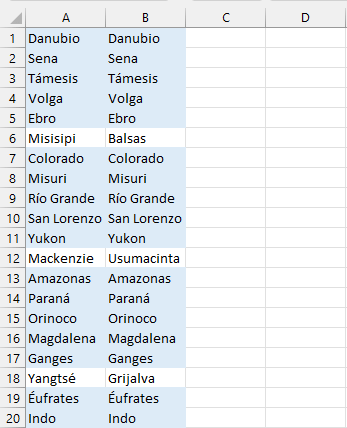 A B C D
1 Danubio Danubio
2 Sena Sena
3 Támesis Támesis
4 Volga Volga
5 Ebro Ebro
6 Misisipi Balsas
7 Colorado Colorado
8 Misuri Misuri
9 Río Grande Río Grande
10 San Lorenzo San Lorenzo
11 Yukon Yukon
12 Mackenzie Usumacinta
13 Amazonas Amazonas
14 Paraná Paraná
15 Orinoco Orinoco
16 Magdalena Magdalena
17 Ganges Ganges
18 Yangtsé Grijalva
19 Éufrates Éufrates
20 Indo Indo